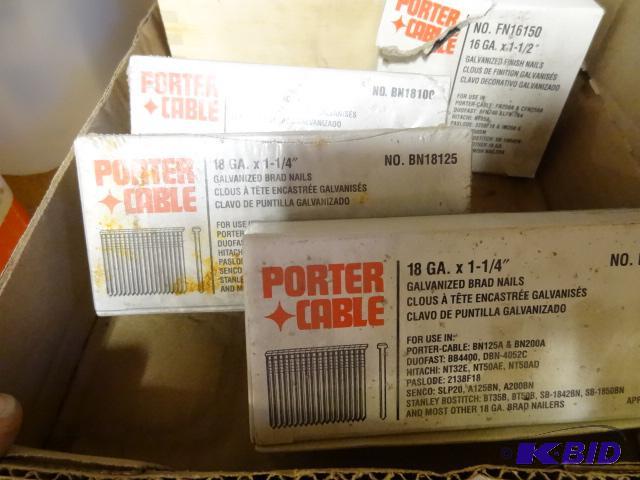 PORTER
CABLE
NO. FN16150
16 GA. x 1-1/2"
GALVANIZED FINISH NAILS
CLOUS DE FINITION GALVANISÉS
CLAVO DECORATIVO GALVANIZADO
FOR USE IN:
PORTER
CABLE
NO. BN18100
PORTER
CABLE
18 GA. x 1-1/4"
NO. BN18125
GALVANIZED BRAD NAILS
CLOUS À TÊTE ENCASTRÉE GALVANISÉS
CLAVO DE PUNTILLA GALVANIZADO
FOR USE IN:
PORTER-
DUOFAST:
HITACHI:
PASLODE
SENCO:
STANLEY
AND M
PORTER
CABLE
18 GA. x 1-1/4"
NO.
GALVANIZED BRAD NAILS
CLOUS À TÊTE ENCASTRÉE GALVANISÉES
CLAVO DE PUNTILLA GALVANIZADO
FOR USE IN:
PORTER-CABLE: BN125A & BN200A
DUOFAST: BB4400, DBN-4052C
HITACHI: NT32E, NT50AE, NT50AD
PASLODE: 2138F18
SENCO: SLP20, A125BN, A200BN
STANLEY BOSTITCH: BT35B, BT50B, SB-1842BN, SB-1850BN
AND MOST OTHER 18 GA. BRAD NAILERS
K-BID